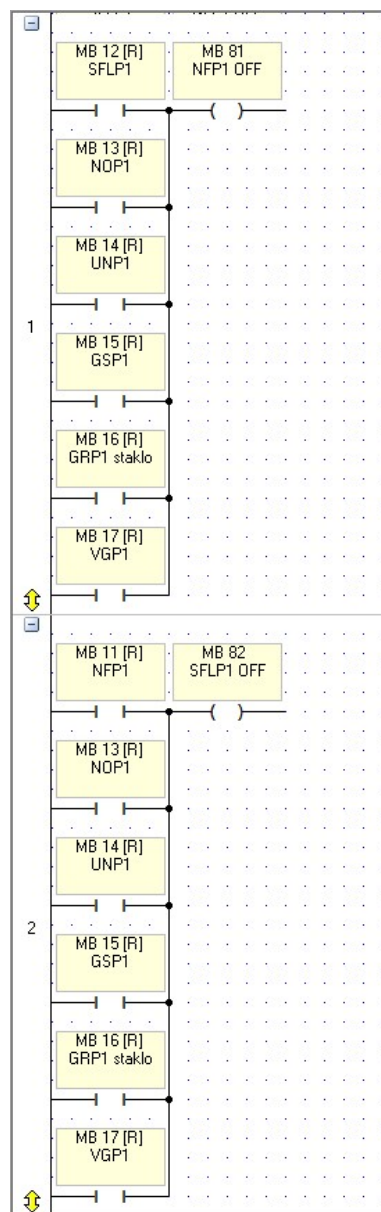 MB 12 [R]
SFLP1
MB 81
NFP1 OFF
MB 13 [R]
NOP1
MB 14 [R]
UNP1
1
MB 15 [R]
GSP1
MB 16 [R]
GRP1 staklo
MB 17 [R]
VGP1
MB 11 [R]
NFP1
MB 82
SFLP1 OFF
MB 13 [R]
NOP1
MB 14 [R]
UNP1
2
MB 15 [R]
GSP1
MB 16 [R]
GRP1 staklo
MB 17 [R]
VGP1